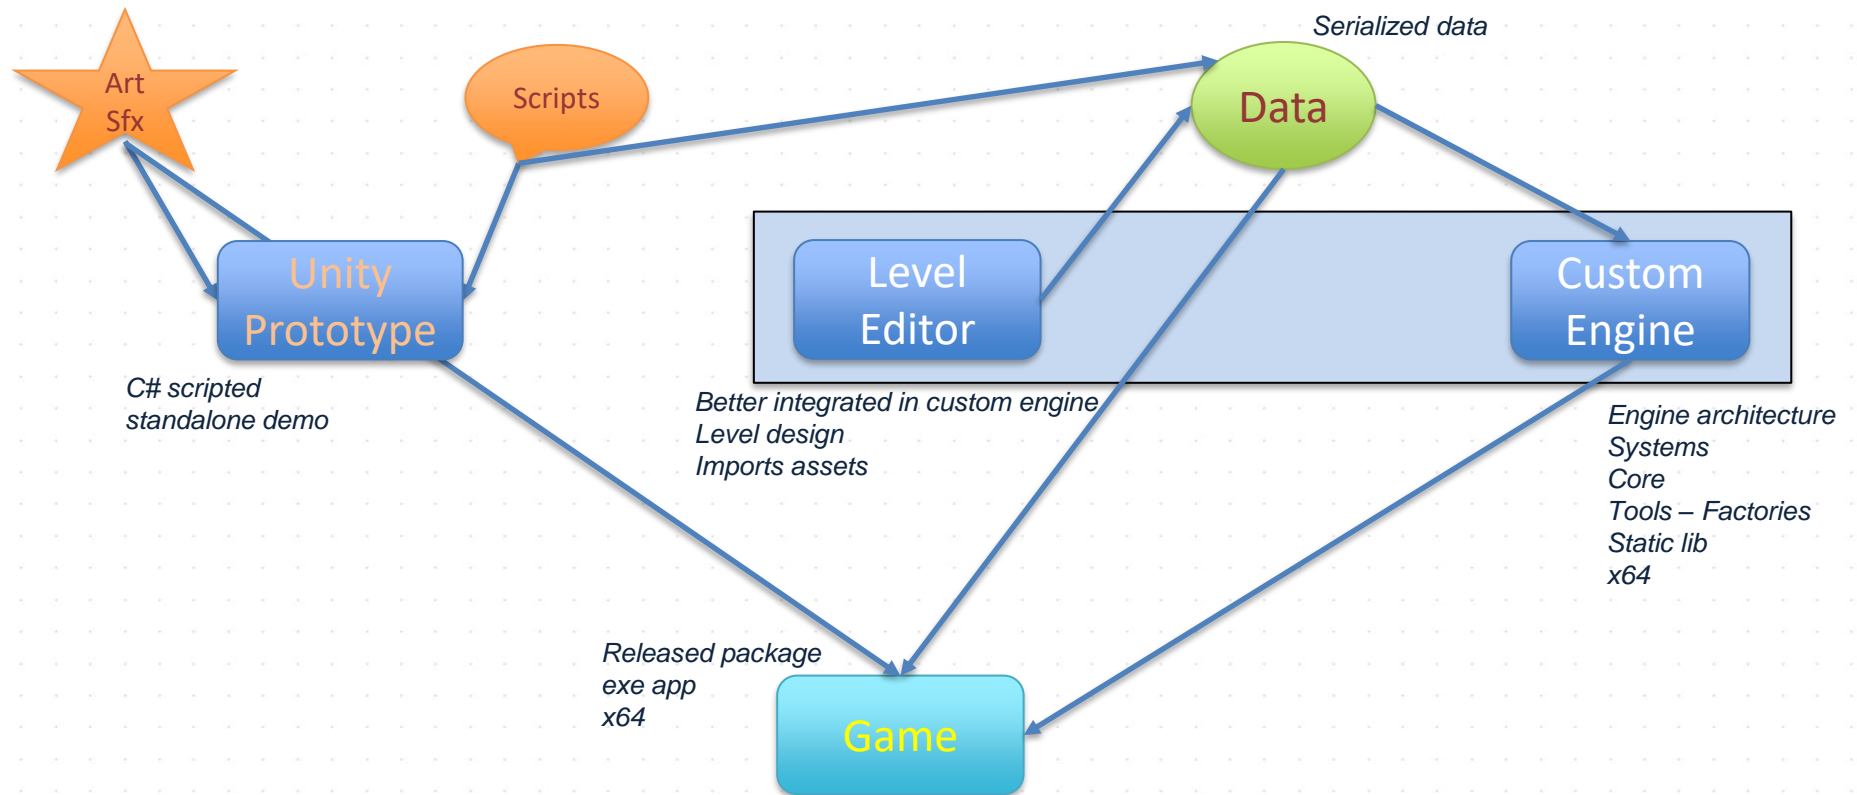 Serialized data
Art
Sfx
Scripts
Data
Unity
Prototype
Level
Editor
Custom
Engine
C# scripted
standalone demo
Better integrated in custom engine
Level design
Imports assets
Engine architecture
Systems
Core
Tools – Factories
Static lib
x64
Released package
exe app
x64
Game